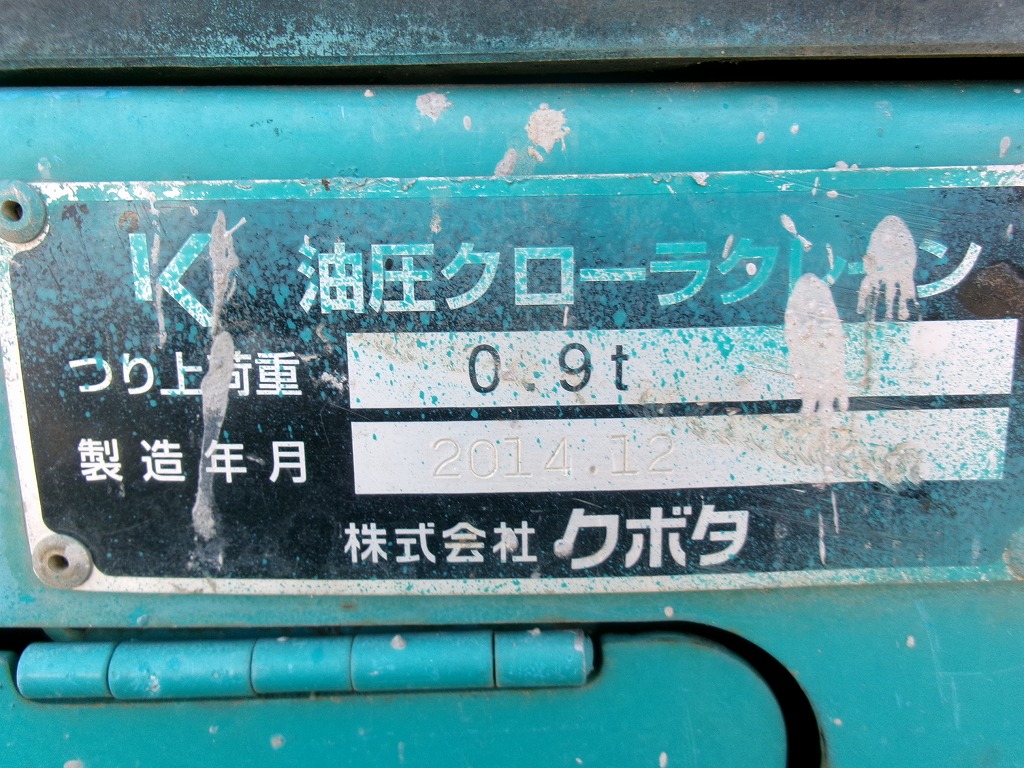 K 油圧クローラクレーン
つり上荷重 0.9t
製造年月 2014.12
株式会社クボタ